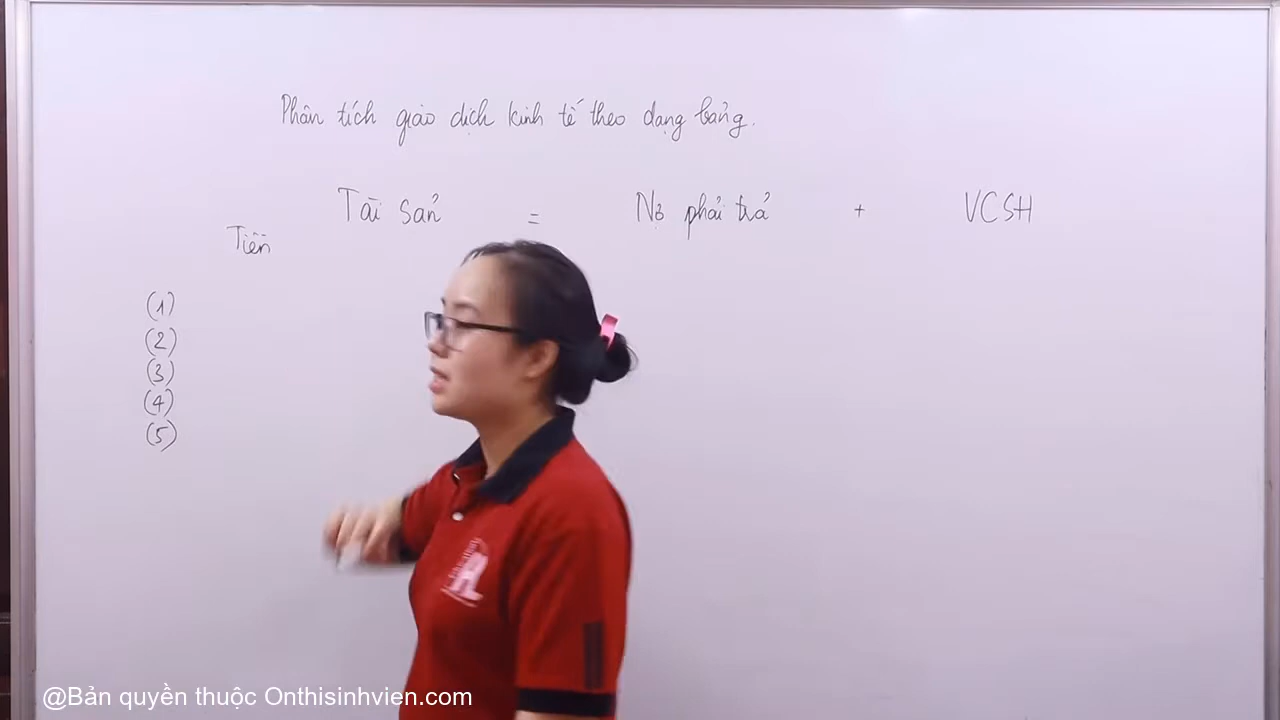 Phân tích giao dịch kinh tế theo dạng bảng.
Tài sản = Nợ phải trả + VCSH
Tiền
(1)
(2)
(3)
(4)
(5)
@Bản quyền thuộc Onthisinhvien.com